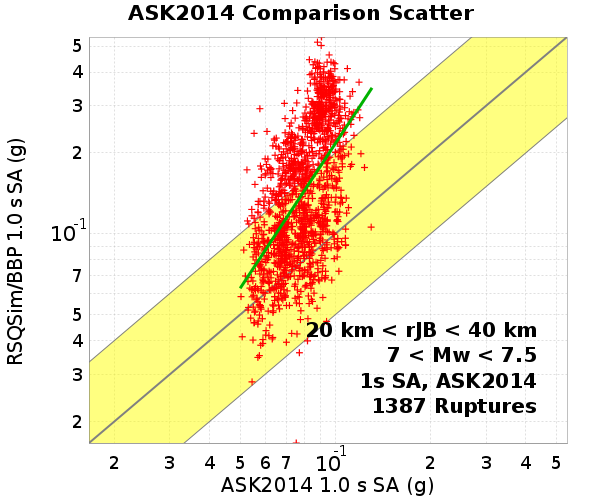 ASK2014 Comparison Scatter
RSQSim/BBP 1.0 s SA (g)
5
4
3
2
10⁻¹
7
5
4
3
2
20 km < rJB < 40 km
7 < Mw < 7.5
1s SA, ASK2014
1387 Ruptures
2 3 4 5 6 7 10⁻¹ 2 3 4 5
ASK2014 1.0 s SA (g)